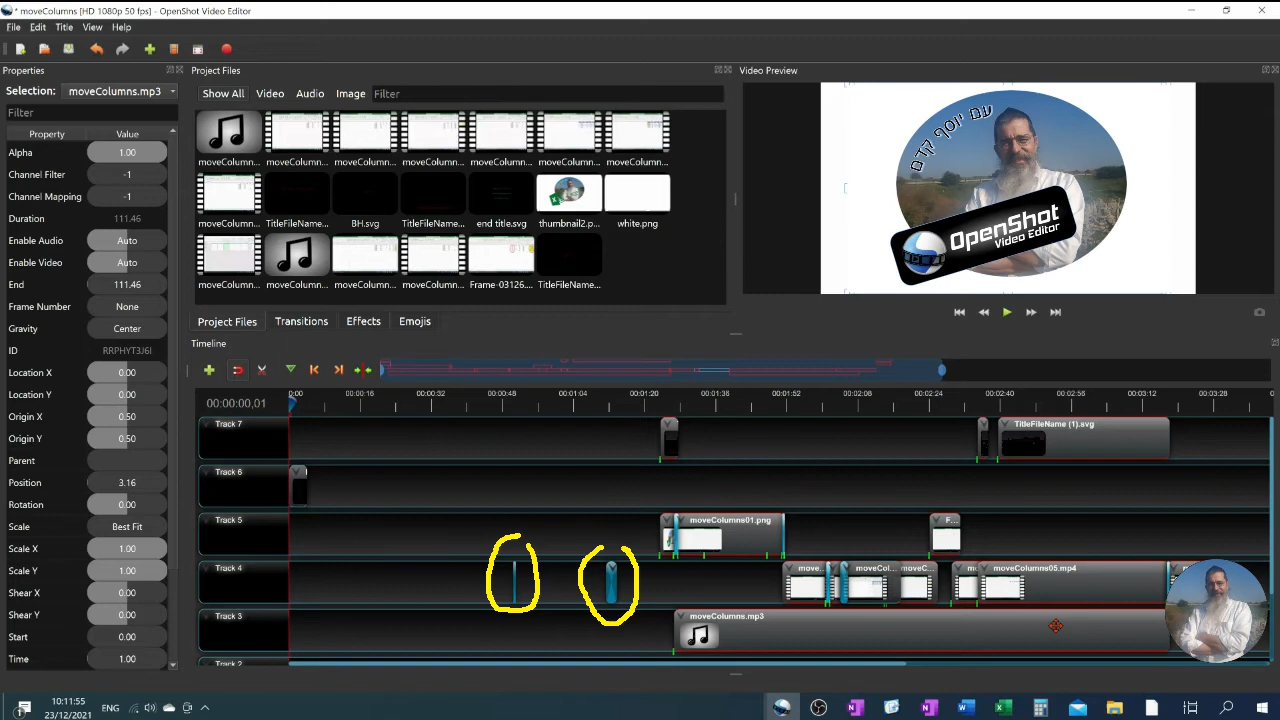 * moveColumns [HD 1080p 50 fps] - OpenShot Video Editor
File Edit Title View Help
Properties
Project Files
Video Preview
Selection: moveColumns.mp3
Show All Video Audio Image Filter
Filter
Property Value
Alpha 1.00
Channel Filter -1
Channel Mapping -1
Duration 111.46
Enable Audio Auto
Enable Video Auto
End 111.46
Frame Number None
Gravity Center
ID RRPHYT3J6I
Location X 0.00
Location Y 0.00
Origin X 0.50
Origin Y 0.50
Parent
Position 3.16
Rotation 0.00
Scale Best Fit
Scale X 1.00
Scale Y 1.00
Shear X 0.00
Shear Y 0.00
Start 0.00
Time 1.00
moveColumn... moveColumn... moveColumn... moveColumn... moveColumn... moveColumn... moveColumn...
moveColumn... TitleFileName... BH.svg TitleFileName... end title.svg thumbnail2.p... white.png
moveColumn... moveColumn... moveColumn... moveColumn... Frame-03126... TitleFileName...
Project Files Transitions Effects Emojis
עם יוסף קדם
OpenShot
Video Editor
Timeline
00:00:00,01
0:00 00:00:16 00:00:32 00:00:48 00:01:04 00:01:20 00:01:36 00:01:52 00:02:08 00:02:24 00:02:40 00:02:56 00:03:12 00:03:28
Track 7 TitleFileName (1).svg
Track 6
Track 5 moveColumns01.png F...
Track 4 move... moveCol... moveC... mo moveColumns05.mp4
Track 3 moveColumns.mp3
Track 2
1 ENG 10:11:55
23/12/2021